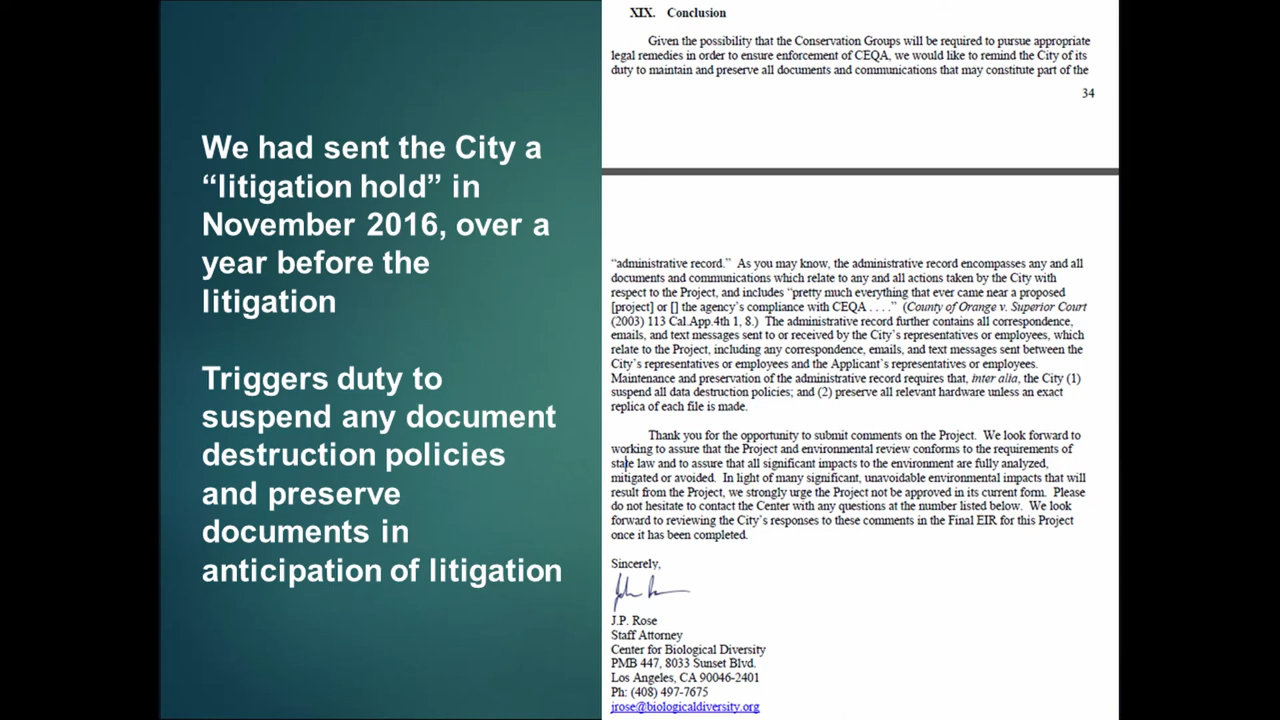 We had sent the City a
“litigation hold” in
November 2016, over a
year before the
litigation
Triggers duty to
suspend any document
destruction policies
and preserve
documents in
anticipation of litigation
XIX. Conclusion
Given the possibility that the Conservation Groups will be required to pursue appropriate
legal remedies in order to ensure enforcement of CEQA, we would like to remind the City of its
duty to maintain and preserve all documents and communications that may constitute part of the
34
“administrative record.” As you may know, the administrative record encompasses any and all
documents and communications which relate to any and all actions taken by the City with
respect to the Project, and includes “pretty much everything that ever came near a proposed
[project] or [] the agency’s compliance with CEQA . . . .” (County of Orange v. Superior Court
(2003) 113 Cal.App.4th 1, 8.) The administrative record further contains all correspondence,
emails, and text messages sent to or received by the City’s representatives or employees, which
relate to the Project, including any correspondence, emails, and text messages sent between the
City’s representatives or employees and the Applicant’s representatives or employees.
Maintenance and preservation of the administrative record requires that, inter alia, the City (1)
suspend all data destruction policies; and (2) preserve all relevant hardware unless an exact
replica of each file is made.
Thank you for the opportunity to submit comments on the Project. We look forward to
working to assure that the Project and environmental review conforms to the requirements of
state law and to assure that all significant impacts to the environment are fully analyzed,
mitigated or avoided. In light of many significant, unavoidable environmental impacts that will
result from the Project, we strongly urge the Project not be approved in its current form. Please
do not hesitate to contact the Center with any questions at the number listed below. We look
forward to reviewing the City’s responses to these comments in the Final EIR for this Project
once it has been completed.
Sincerely,
J.P. Rose
Staff Attorney
Center for Biological Diversity
PMB 447, 8033 Sunset Blvd.
Los Angeles, CA 90046-2401
Ph: (408) 497-7675
jrose@biologicaldiversity.org